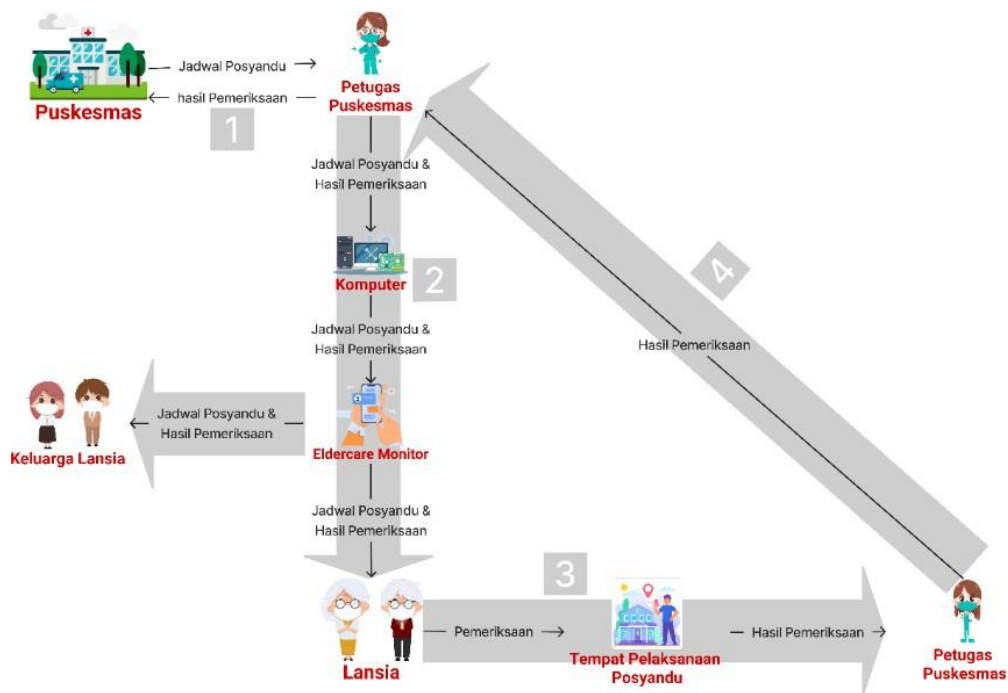 Jadwal Posyandu
hasil Pemeriksaan
Puskesmas
1
Petugas
Puskesmas
Jadwal Posyandu &
Hasil Pemeriksaan
Komputer
2
Jadwal Posyandu &
Hasil Pemeriksaan
Eldercare Monitor
Jadwal Posyandu &
Hasil Pemeriksaan
Keluarga Lansia
Jadwal Posyandu &
Hasil Pemeriksaan
Lansia
3
Pemeriksaan
Tempat Pelaksanaan
Posyandu
Hasil Pemeriksaan
Petugas
Puskesmas
4
Hasil Pemeriksaan